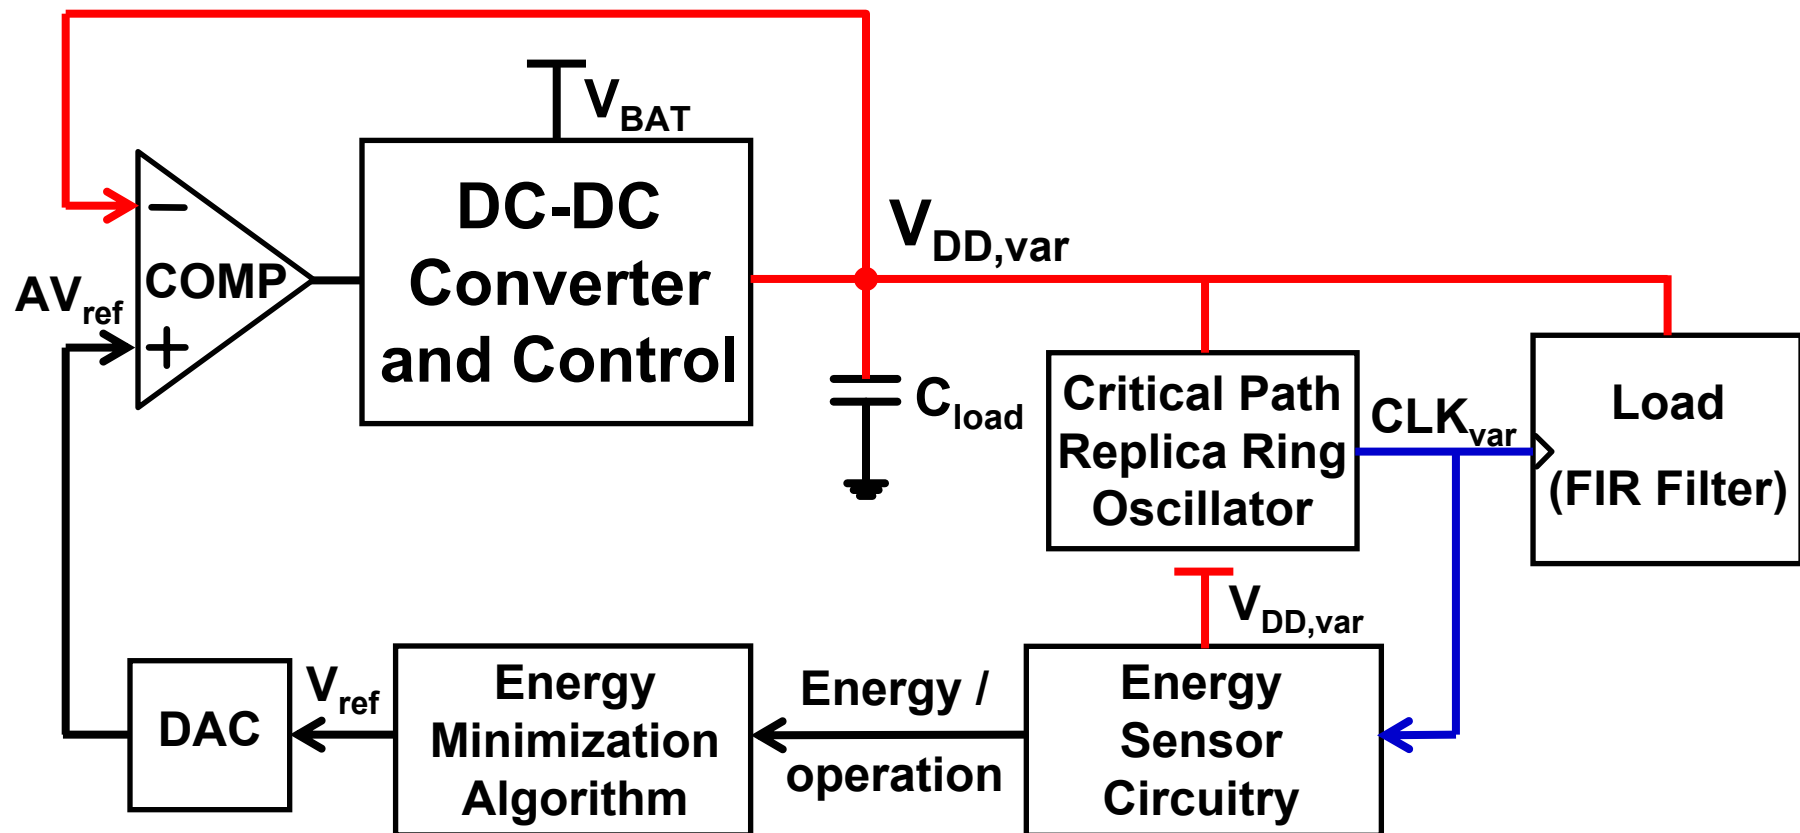 V_BAT
DC-DC
Converter
and Control
−
COMP
+
AV_ref
V_DD,var
C_load
Critical Path
Replica Ring
Oscillator
CLK_var
Load
(FIR Filter)
V_DD,var
DAC
V_ref
Energy
Minimization
Algorithm
Energy /
operation
Energy
Sensor
Circuitry